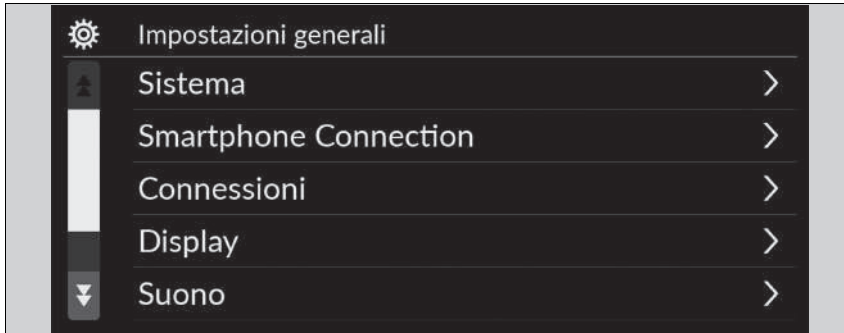 Impostazioni generali
Sistema
Smartphone Connection
Connessioni
Display
Suono